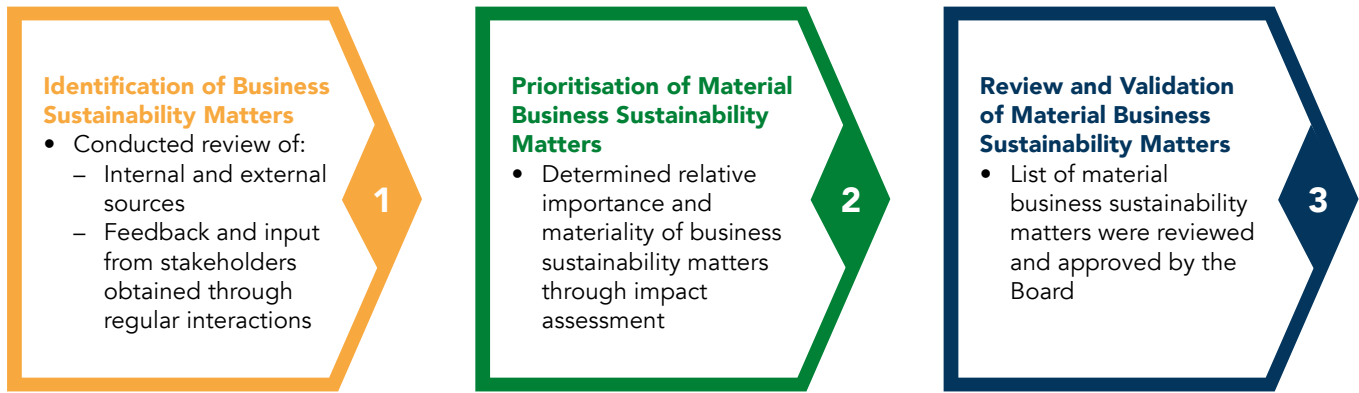 Identification of Business
Sustainability Matters
• Conducted review of:
– Internal and external
sources
– Feedback and input
from stakeholders
obtained through
regular interactions
1
Prioritisation of Material
Business Sustainability
Matters
• Determined relative
importance and
materiality of business
sustainability matters
through impact
assessment
2
Review and Validation
of Material Business
Sustainability Matters
• List of material
business sustainability
matters were reviewed
and approved by the
Board
3